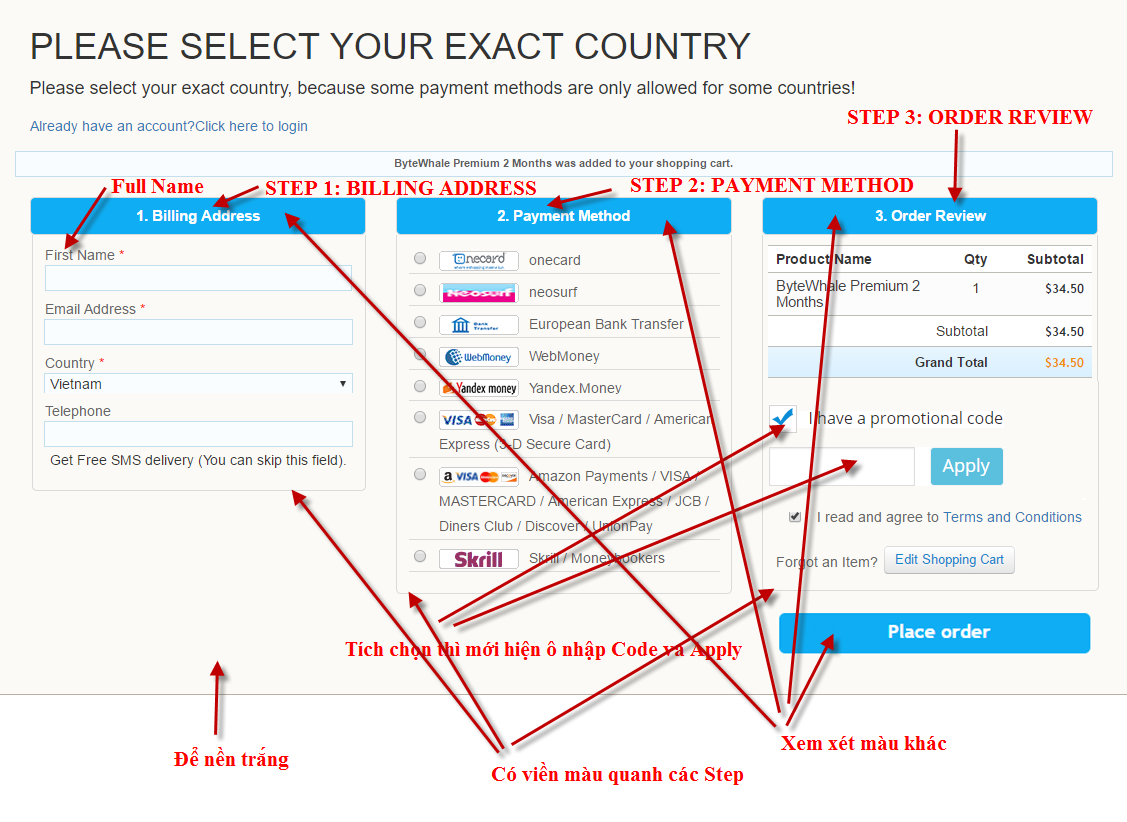 PLEASE SELECT YOUR EXACT COUNTRY
Please select your exact country, because some payment methods are only allowed for some countries!
Already have an account?Click here to login
STEP 3: ORDER REVIEW
ByteWhale Premium 2 Months was added to your shopping cart.
Full Name
STEP 1: BILLING ADDRESS
STEP 2: PAYMENT METHOD
1. Billing Address
First Name *
Email Address *
Country *
Vietnam
Telephone
Get Free SMS delivery (You can skip this field).
2. Payment Method
onecard onecard
neosurf neosurf
Bank Transfer European Bank Transfer
WebMoney WebMoney
Yandex money Yandex.Money
VISA Visa / MasterCard / American
Express (3-D Secure Card)
a VISA Amazon Payments / VISA /
MASTERCARD / American Express / JCB /
Diners Club / Discover / UnionPay
Skrill Skrill / Moneybookers
3. Order Review
Product Name Qty Subtotal
ByteWhale Premium 2 1 $34.50
Months
Subtotal $34.50
Grand Total $34.50
I have a promotional code
Apply
I read and agree to Terms and Conditions
Forgot an Item? Edit Shopping Cart
Place order
Tích chọn thì mới hiện ô nhập Code và Apply
Để nền trắng
Có viền màu quanh các Step
Xem xét màu khác